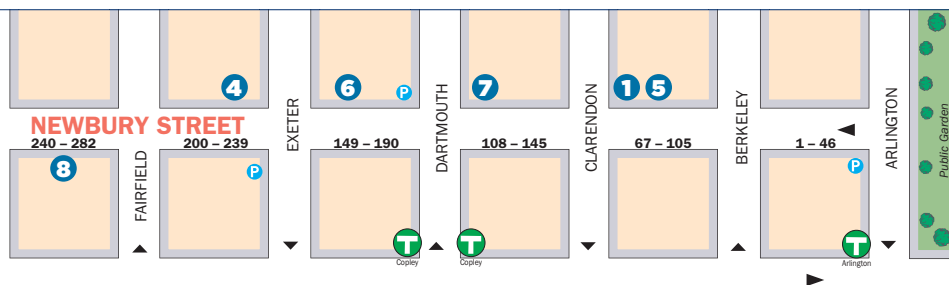 4
6
P
7
1
5
NEWBURY STREET
240 – 282
200 – 239
149 – 190
108 – 145
67 – 105
1 – 46
FAIRFIELD
EXETER
DARTMOUTH
CLARENDON
BERKELEY
ARLINGTON
Public Garden
8
P
P
T
Copley
T
Copley
T
Arlington